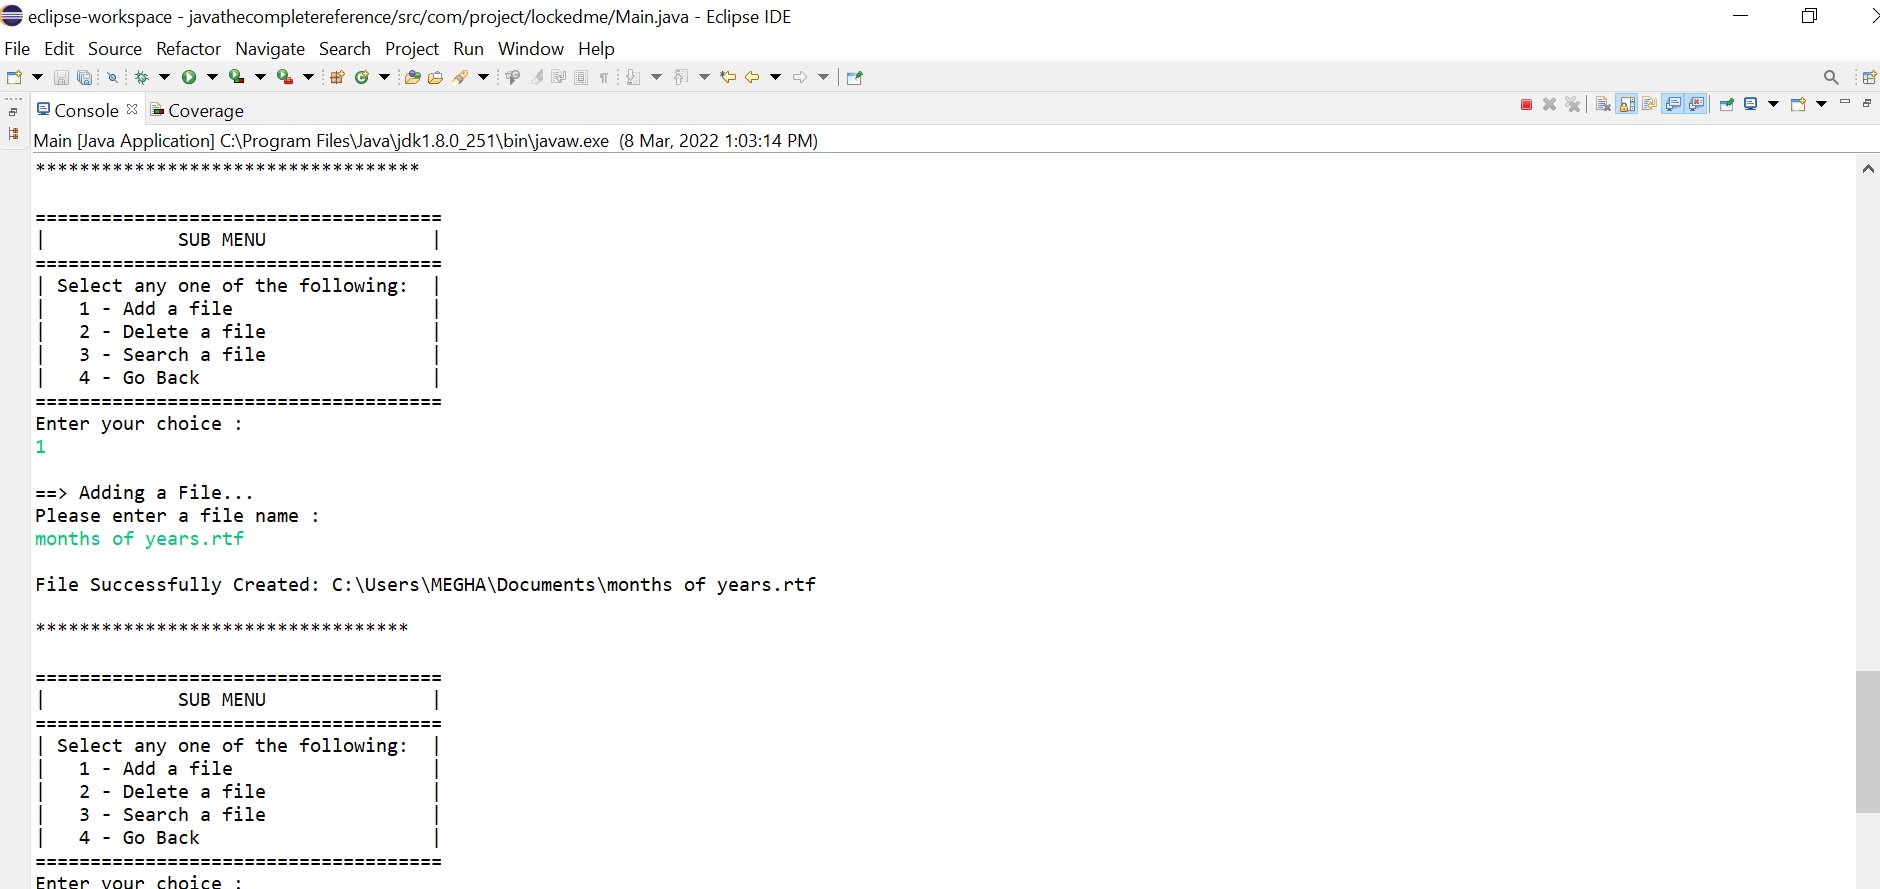 eclipse-workspace - javathecompletereference/src/com/project/lockedme/Main.java - Eclipse IDE
File Edit Source Refactor Navigate Search Project Run Window Help
Console Coverage
Main [Java Application] C:\Program Files\Java\jdk1.8.0_251\bin\javaw.exe (8 Mar, 2022 1:03:14 PM)
***********************************
=====================================
| SUB MENU |
=====================================
| Select any one of the following: |
| 1 - Add a file |
| 2 - Delete a file |
| 3 - Search a file |
| 4 - Go Back |
=====================================
Enter your choice :
1
==> Adding a File...
Please enter a file name :
months of years.rtf
File Successfully Created: C:\Users\MEGHA\Documents\months of years.rtf
**********************************
=====================================
| SUB MENU |
=====================================
| Select any one of the following: |
| 1 - Add a file |
| 2 - Delete a file |
| 3 - Search a file |
| 4 - Go Back |
=====================================
Enter your choice :